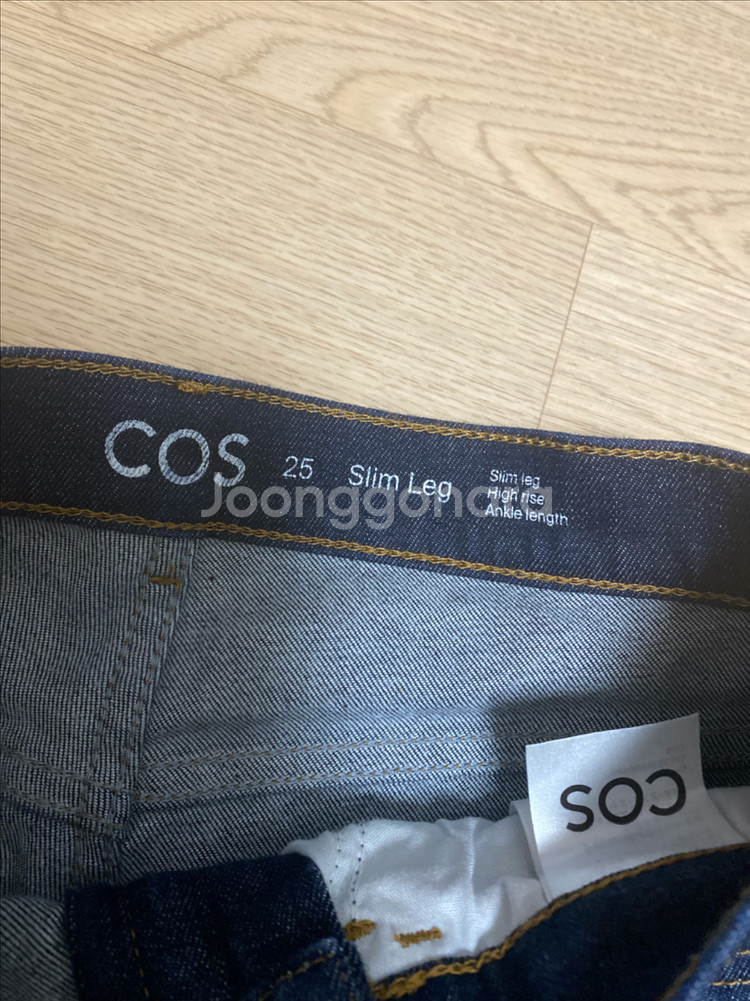 COS 25 Slim Leg
Slim leg
High rise
Ankle length
Joonggonara
COS